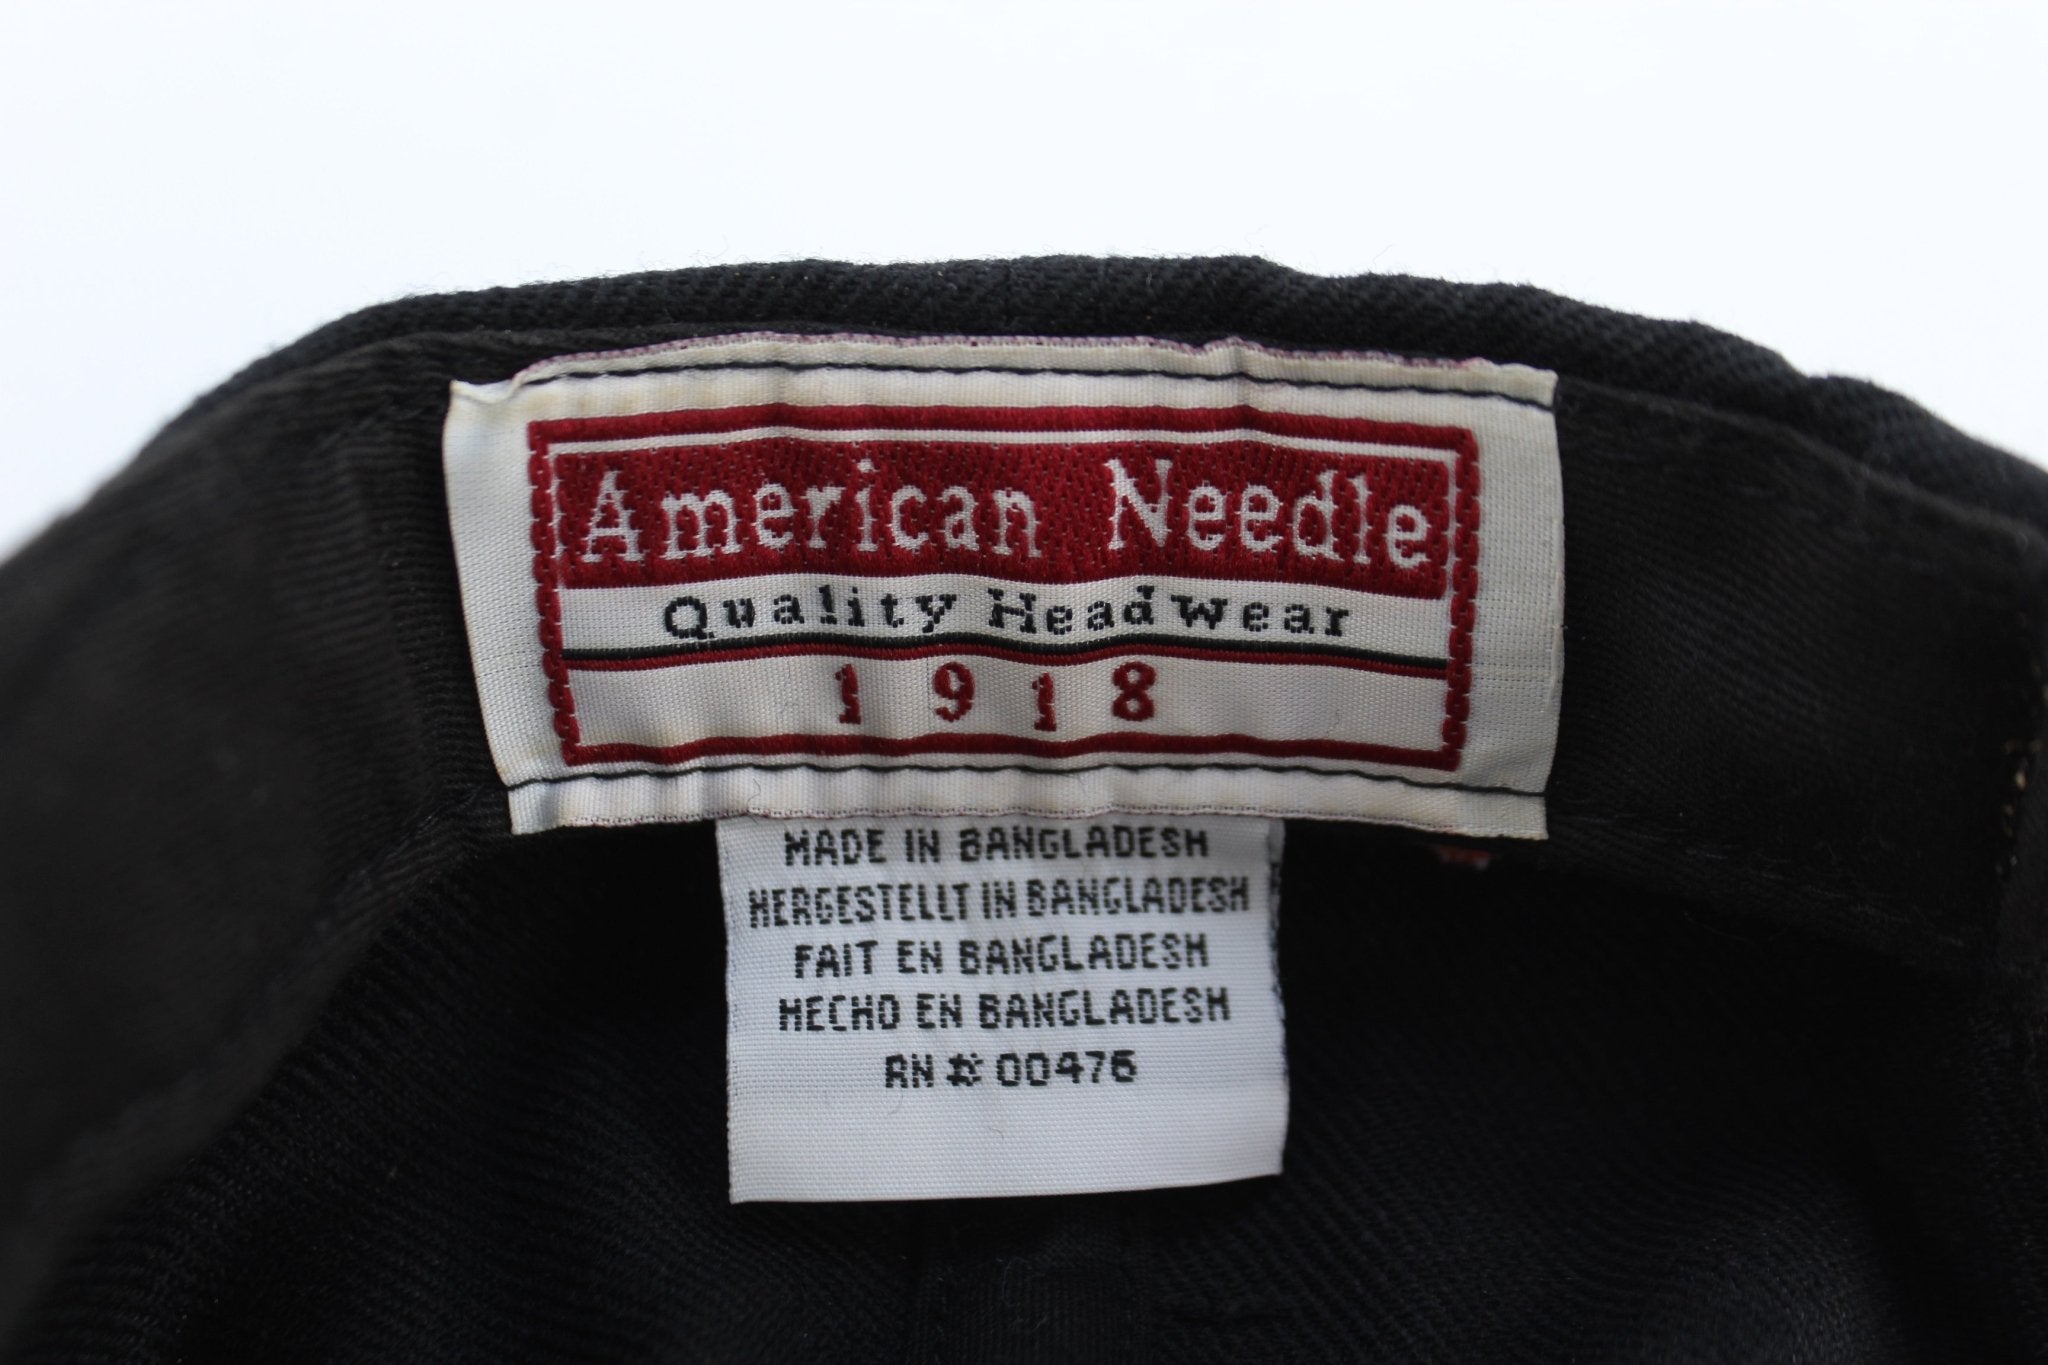 American Needle
Quality Headwear
1918
MADE IN BANGLADESH
HERGESTELLT IN BANGLADESH
FAIT EN BANGLADESH
HECHO EN BANGLADESH
RN # 00476